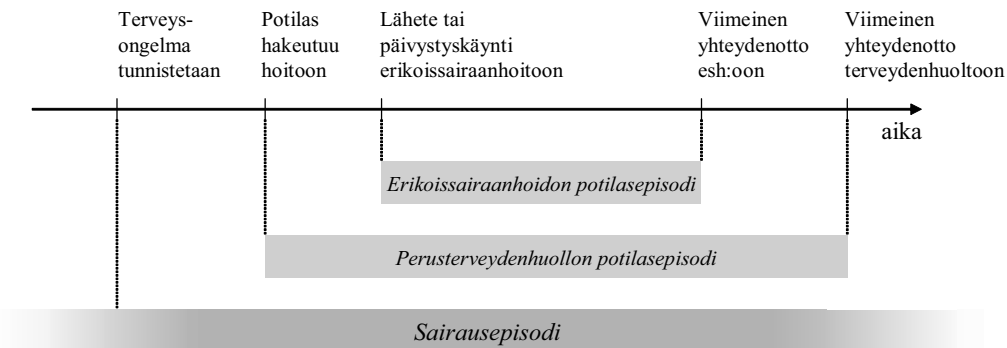 Terveys-
ongelma
tunnistetaan
Potilas
hakeutuu
hoitoon
Lähete tai
päivystyskäynti
erikoissairaanhoitoon
Viimeinen
yhteydenotto
esh:oon
Viimeinen
yhteydenotto
terveydenhuoltoon
aika
Erikoissairaanhoidon potilasepisodi
Perusterveydenhuollon potilasepisodi
Sairausepisodi